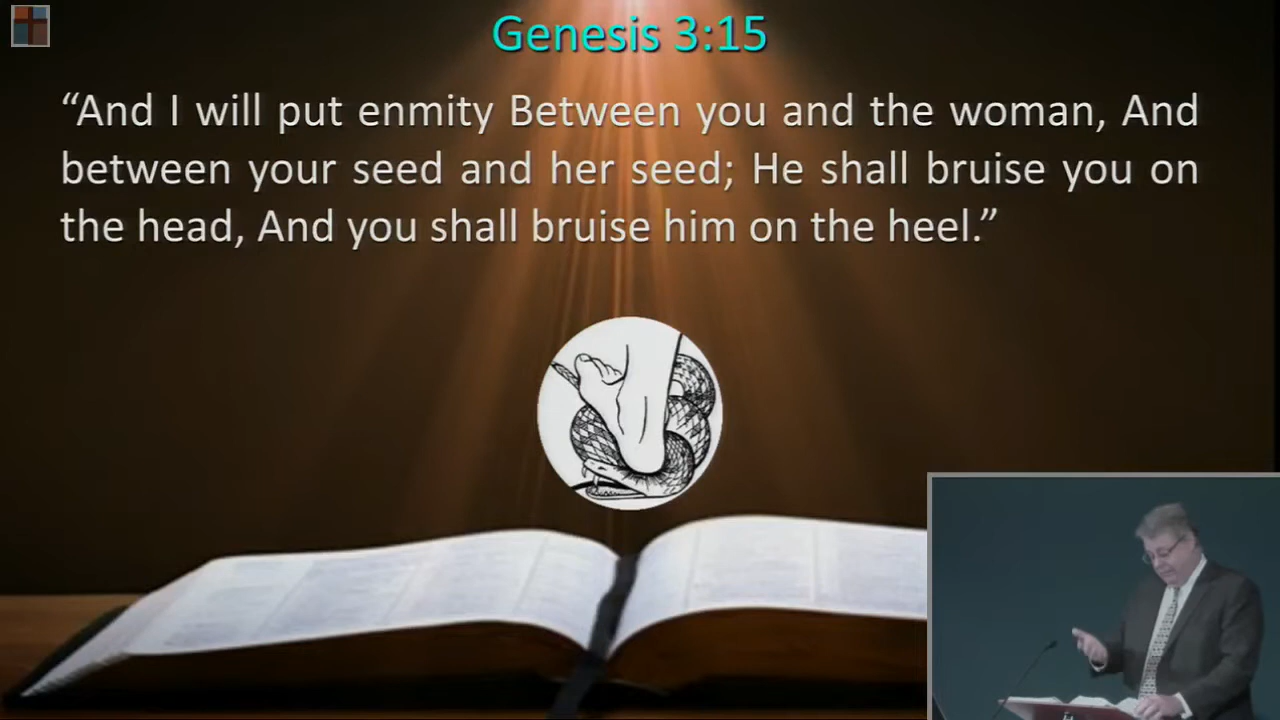 Genesis 3:15
“And I will put enmity Between you and the woman, And
between your seed and her seed; He shall bruise you on
the head, And you shall bruise him on the heel.”